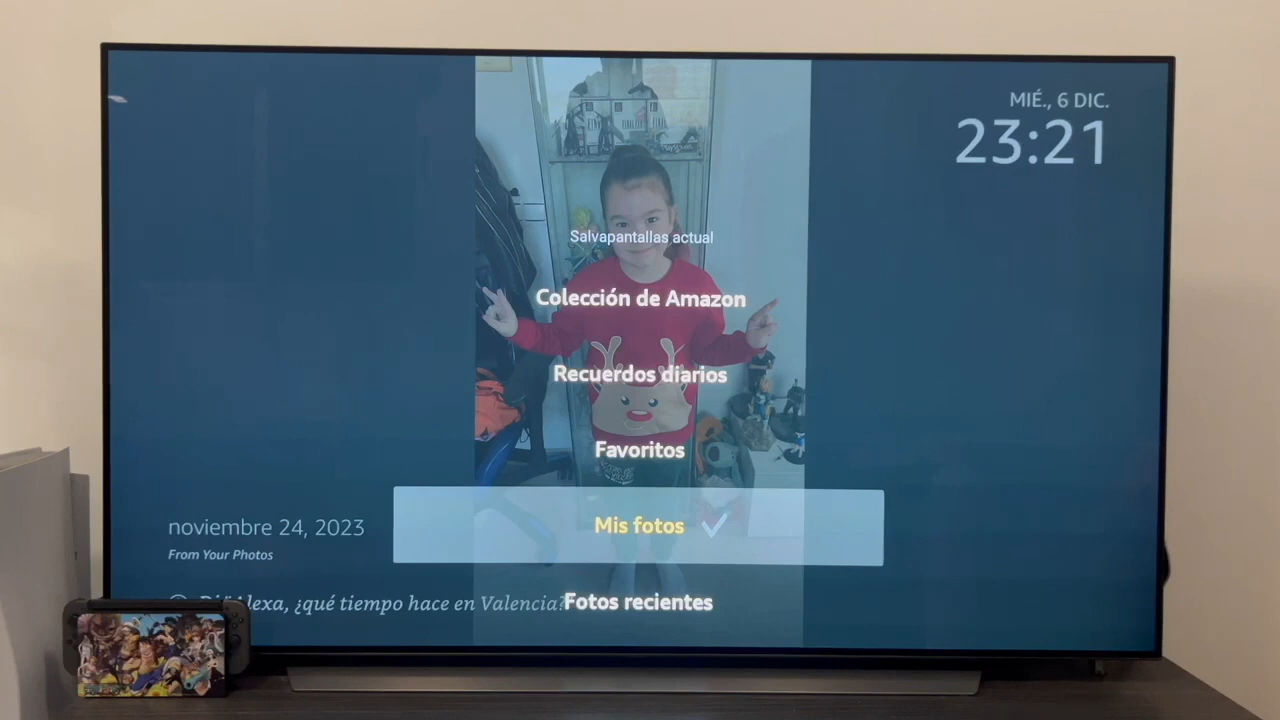 MIÉ., 6 DIC.
23:21
Salvapantallas actual
Colección de Amazon
Recuerdos diarios
Favoritos
Mis fotos
noviembre 24, 2023
From Your Photos
Alexa, ¿qué tiempo hace en Valencia?
Fotos recientes